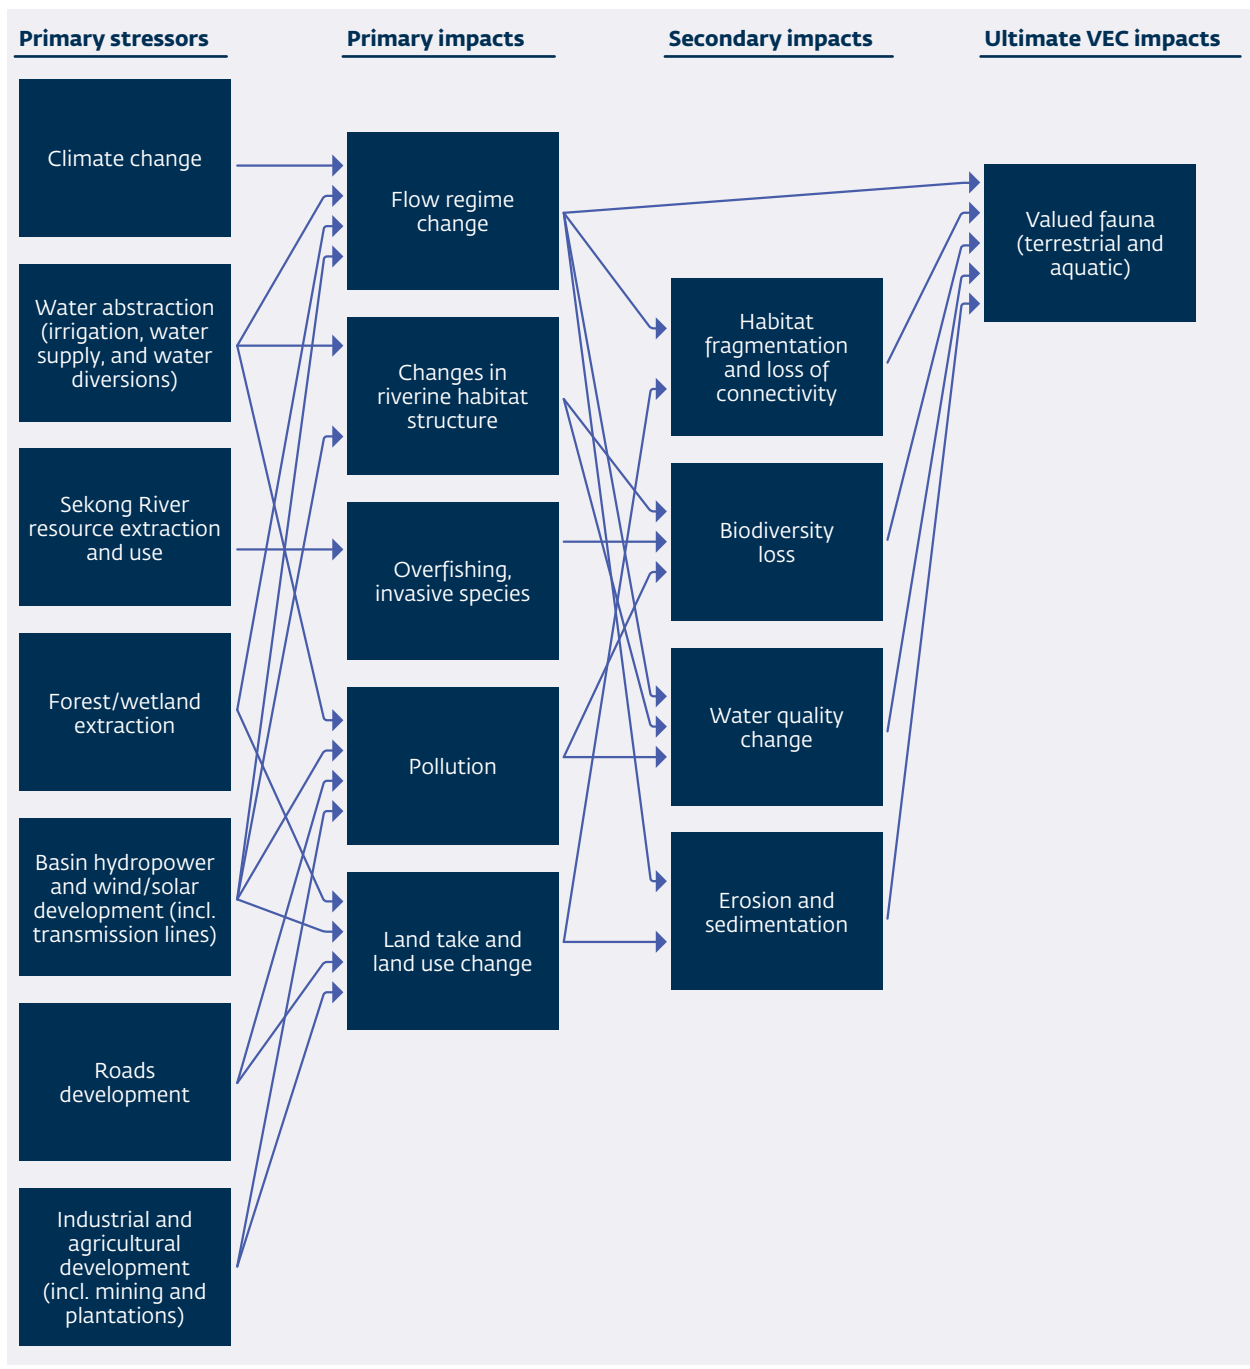 Primary stressors
Climate change
Water abstraction
(irrigation, water
supply, and water
diversions)
Sekong River
resource extraction
and use
Forest/wetland
extraction
Basin hydropower
and wind/solar
development (incl.
transmission lines)
Roads
development
Industrial and
agricultural
development
(incl. mining and
plantations)
Primary impacts
Flow regime
change
Changes in
riverine habitat
structure
Overfishing,
invasive species
Pollution
Land take and
land use change
Secondary impacts
Habitat
fragmentation
and loss of
connectivity
Biodiversity
loss
Water quality
change
Erosion and
sedimentation
Ultimate VEC impacts
Valued fauna
(terrestrial and
aquatic)